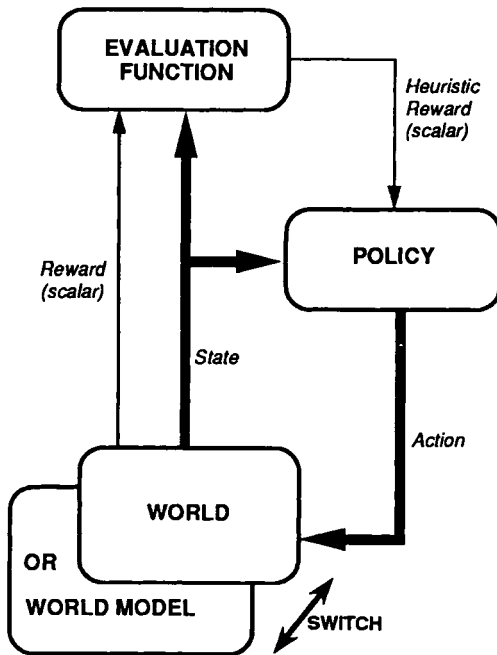 EVALUATION
FUNCTION
Heuristic
Reward
(scalar)
POLICY
Reward
(scalar)
State
Action
WORLD
OR
WORLD MODEL
SWITCH